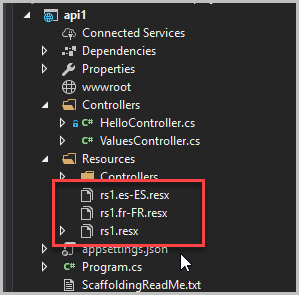 api1
Connected Services
Dependencies
Properties
wwwroot
Controllers
C# HelloController.cs
C# ValuesController.cs
Resources
Controllers
rs1.es-ES.resx
rs1.fr-FR.resx
rs1.resx
appsettings.json
C# Program.cs
ScaffoldingReadMe.txt